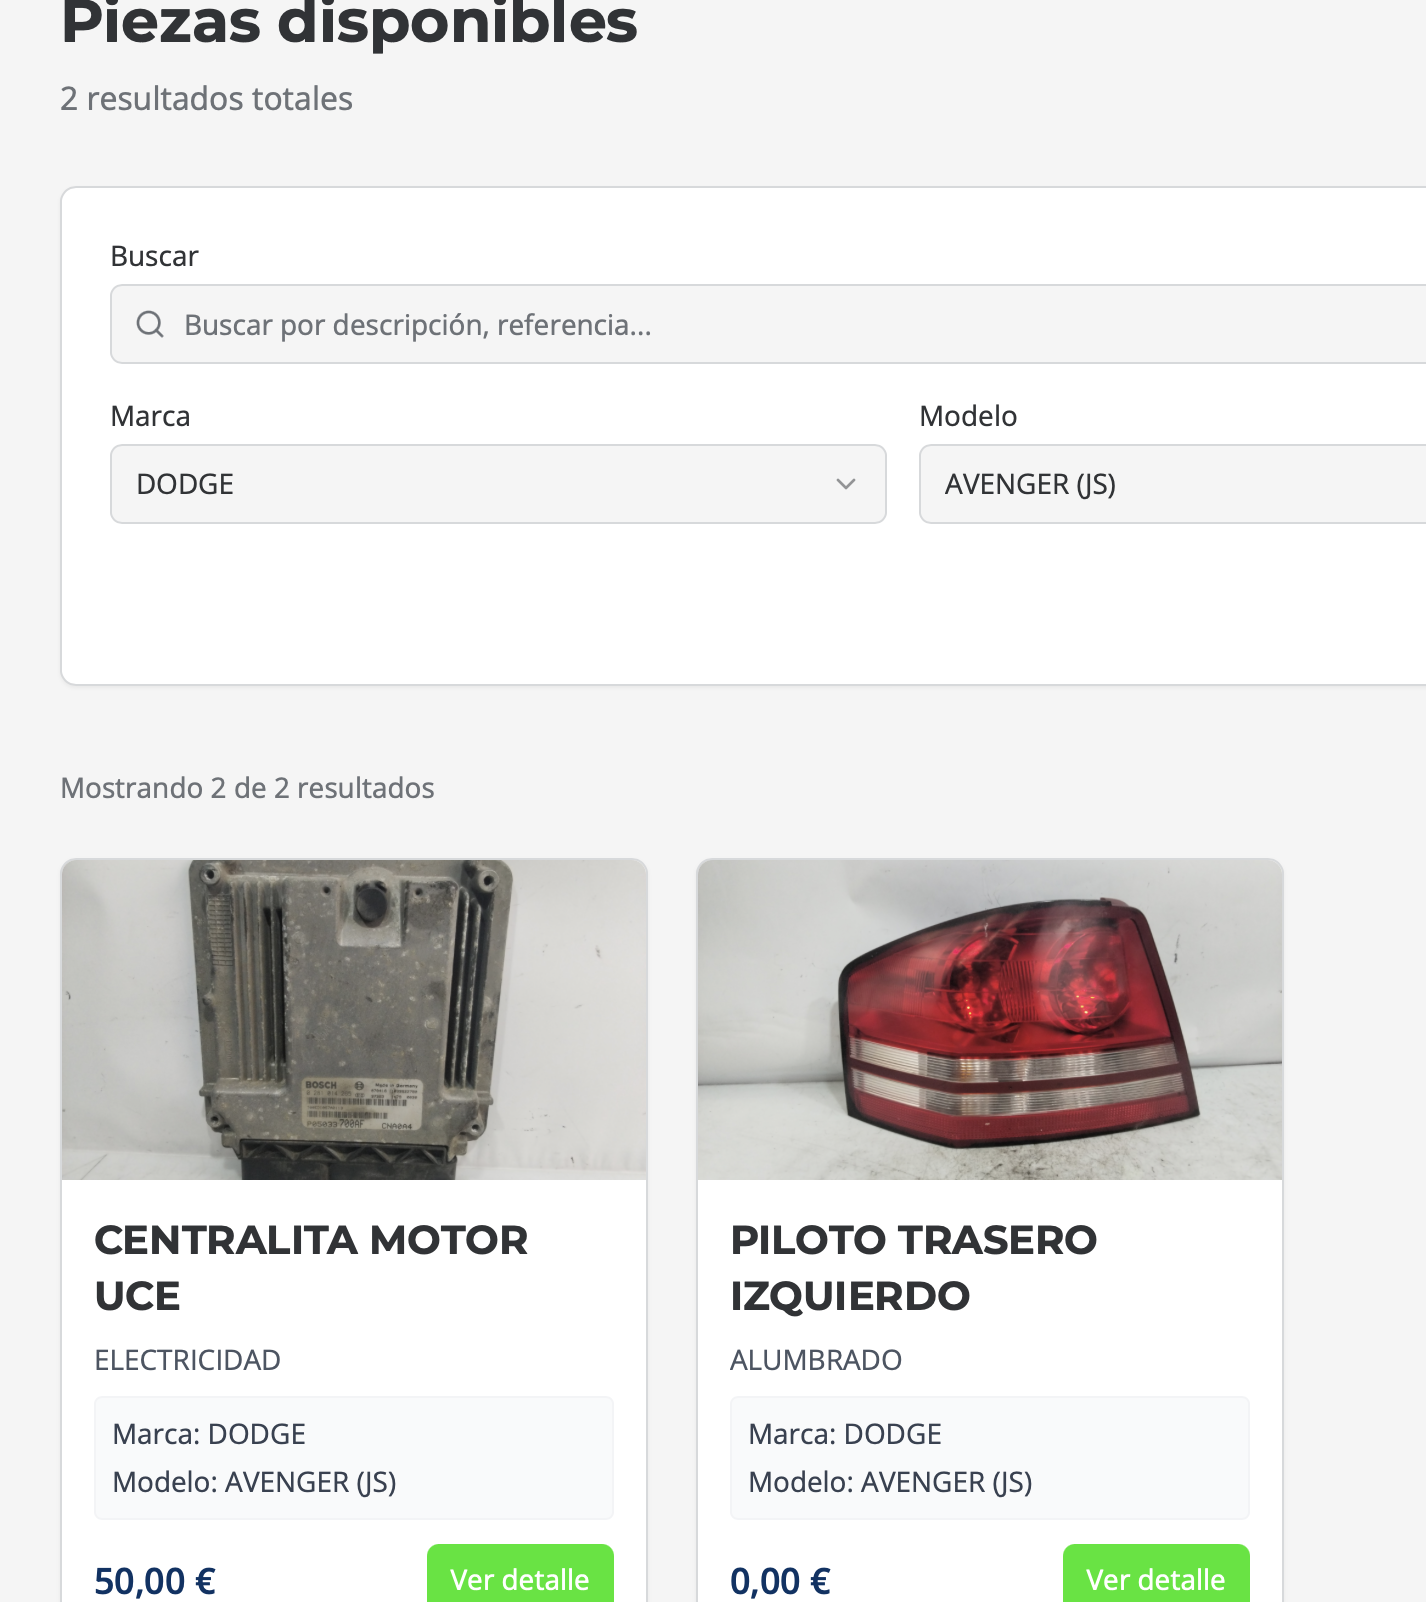 Piezas disponibles
2 resultados totales
Buscar
Buscar por descripción, referencia...
Marca
Modelo
DODGE
AVENGER (JS)
Mostrando 2 de 2 resultados
BOSCH
Made in Germany
CNA0A4
CENTRALITA MOTOR
UCE
ELECTRICIDAD
Marca: DODGE
Modelo: AVENGER (JS)
50,00 €
Ver detalle
PILOTO TRASERO
IZQUIERDO
ALUMBRADO
Marca: DODGE
Modelo: AVENGER (JS)
0,00 €
Ver detalle